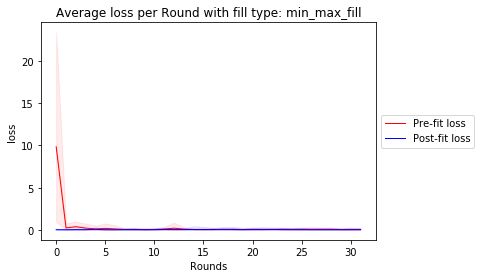 Average loss per Round with fill type: min_max_fill
loss
20
15
10
5
0
0 5 10 15 20 25 30
Rounds
Pre-fit loss
Post-fit loss